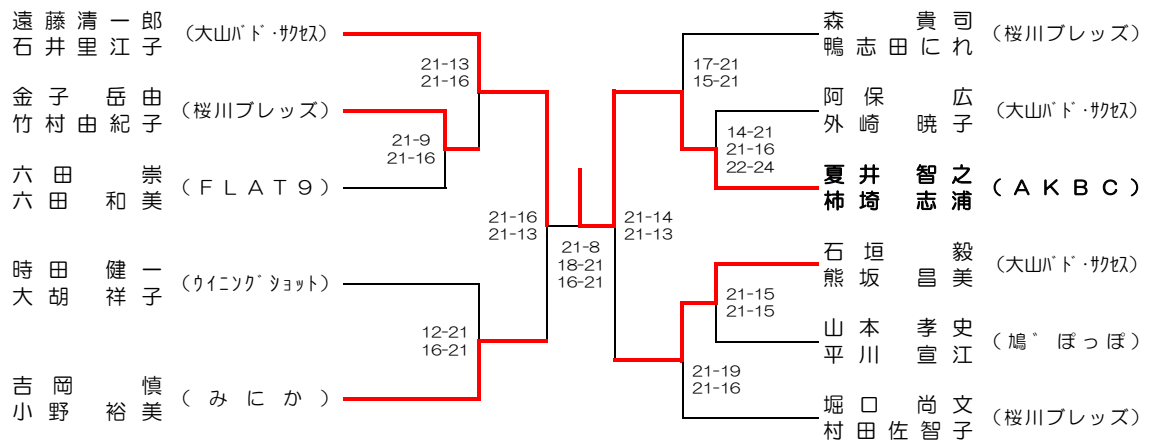 遠藤清一郎
石井里江子
(大山ﾊﾞﾄﾞ･ｻｸｾｽ)
21-13
21-16
金子岳由
竹村由紀子
(桜川ブレッズ)
21-9
21-16
六田崇
六田和美
(ＦＬＡＴ９)
21-16
21-13
時田健一
大胡祥子
(ｳｲﾆﾝｸﾞｼｮｯﾄ)
12-21
16-21
吉岡慎
小野裕美
(みにか)
21-8
18-21
16-21
森貴司
鴨志田にれ
(桜川ブレッズ)
17-21
15-21
阿保広
外崎暁子
(大山ﾊﾞﾄﾞ･ｻｸｾｽ)
14-21
21-16
22-24
夏井智之
柿埼志浦
(ＡＫＢＣ)
21-14
21-13
石垣毅
熊坂昌美
(大山ﾊﾞﾄﾞ･ｻｸｾｽ)
21-15
21-15
山本孝史
平川宣江
(鳩゛ぽっぽ)
21-19
21-16
堀口尚文
村田佐智子
(桜川ブレッズ)